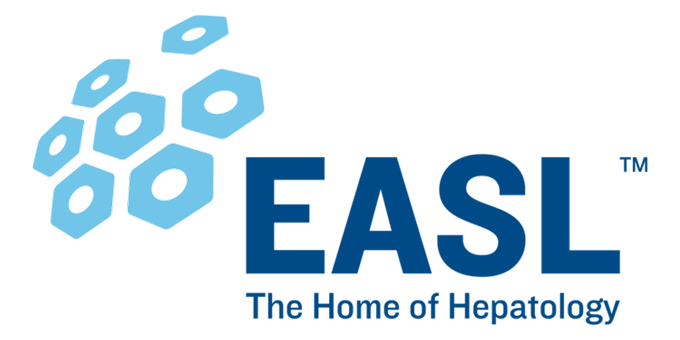 EASL™
The Home of Hepatology